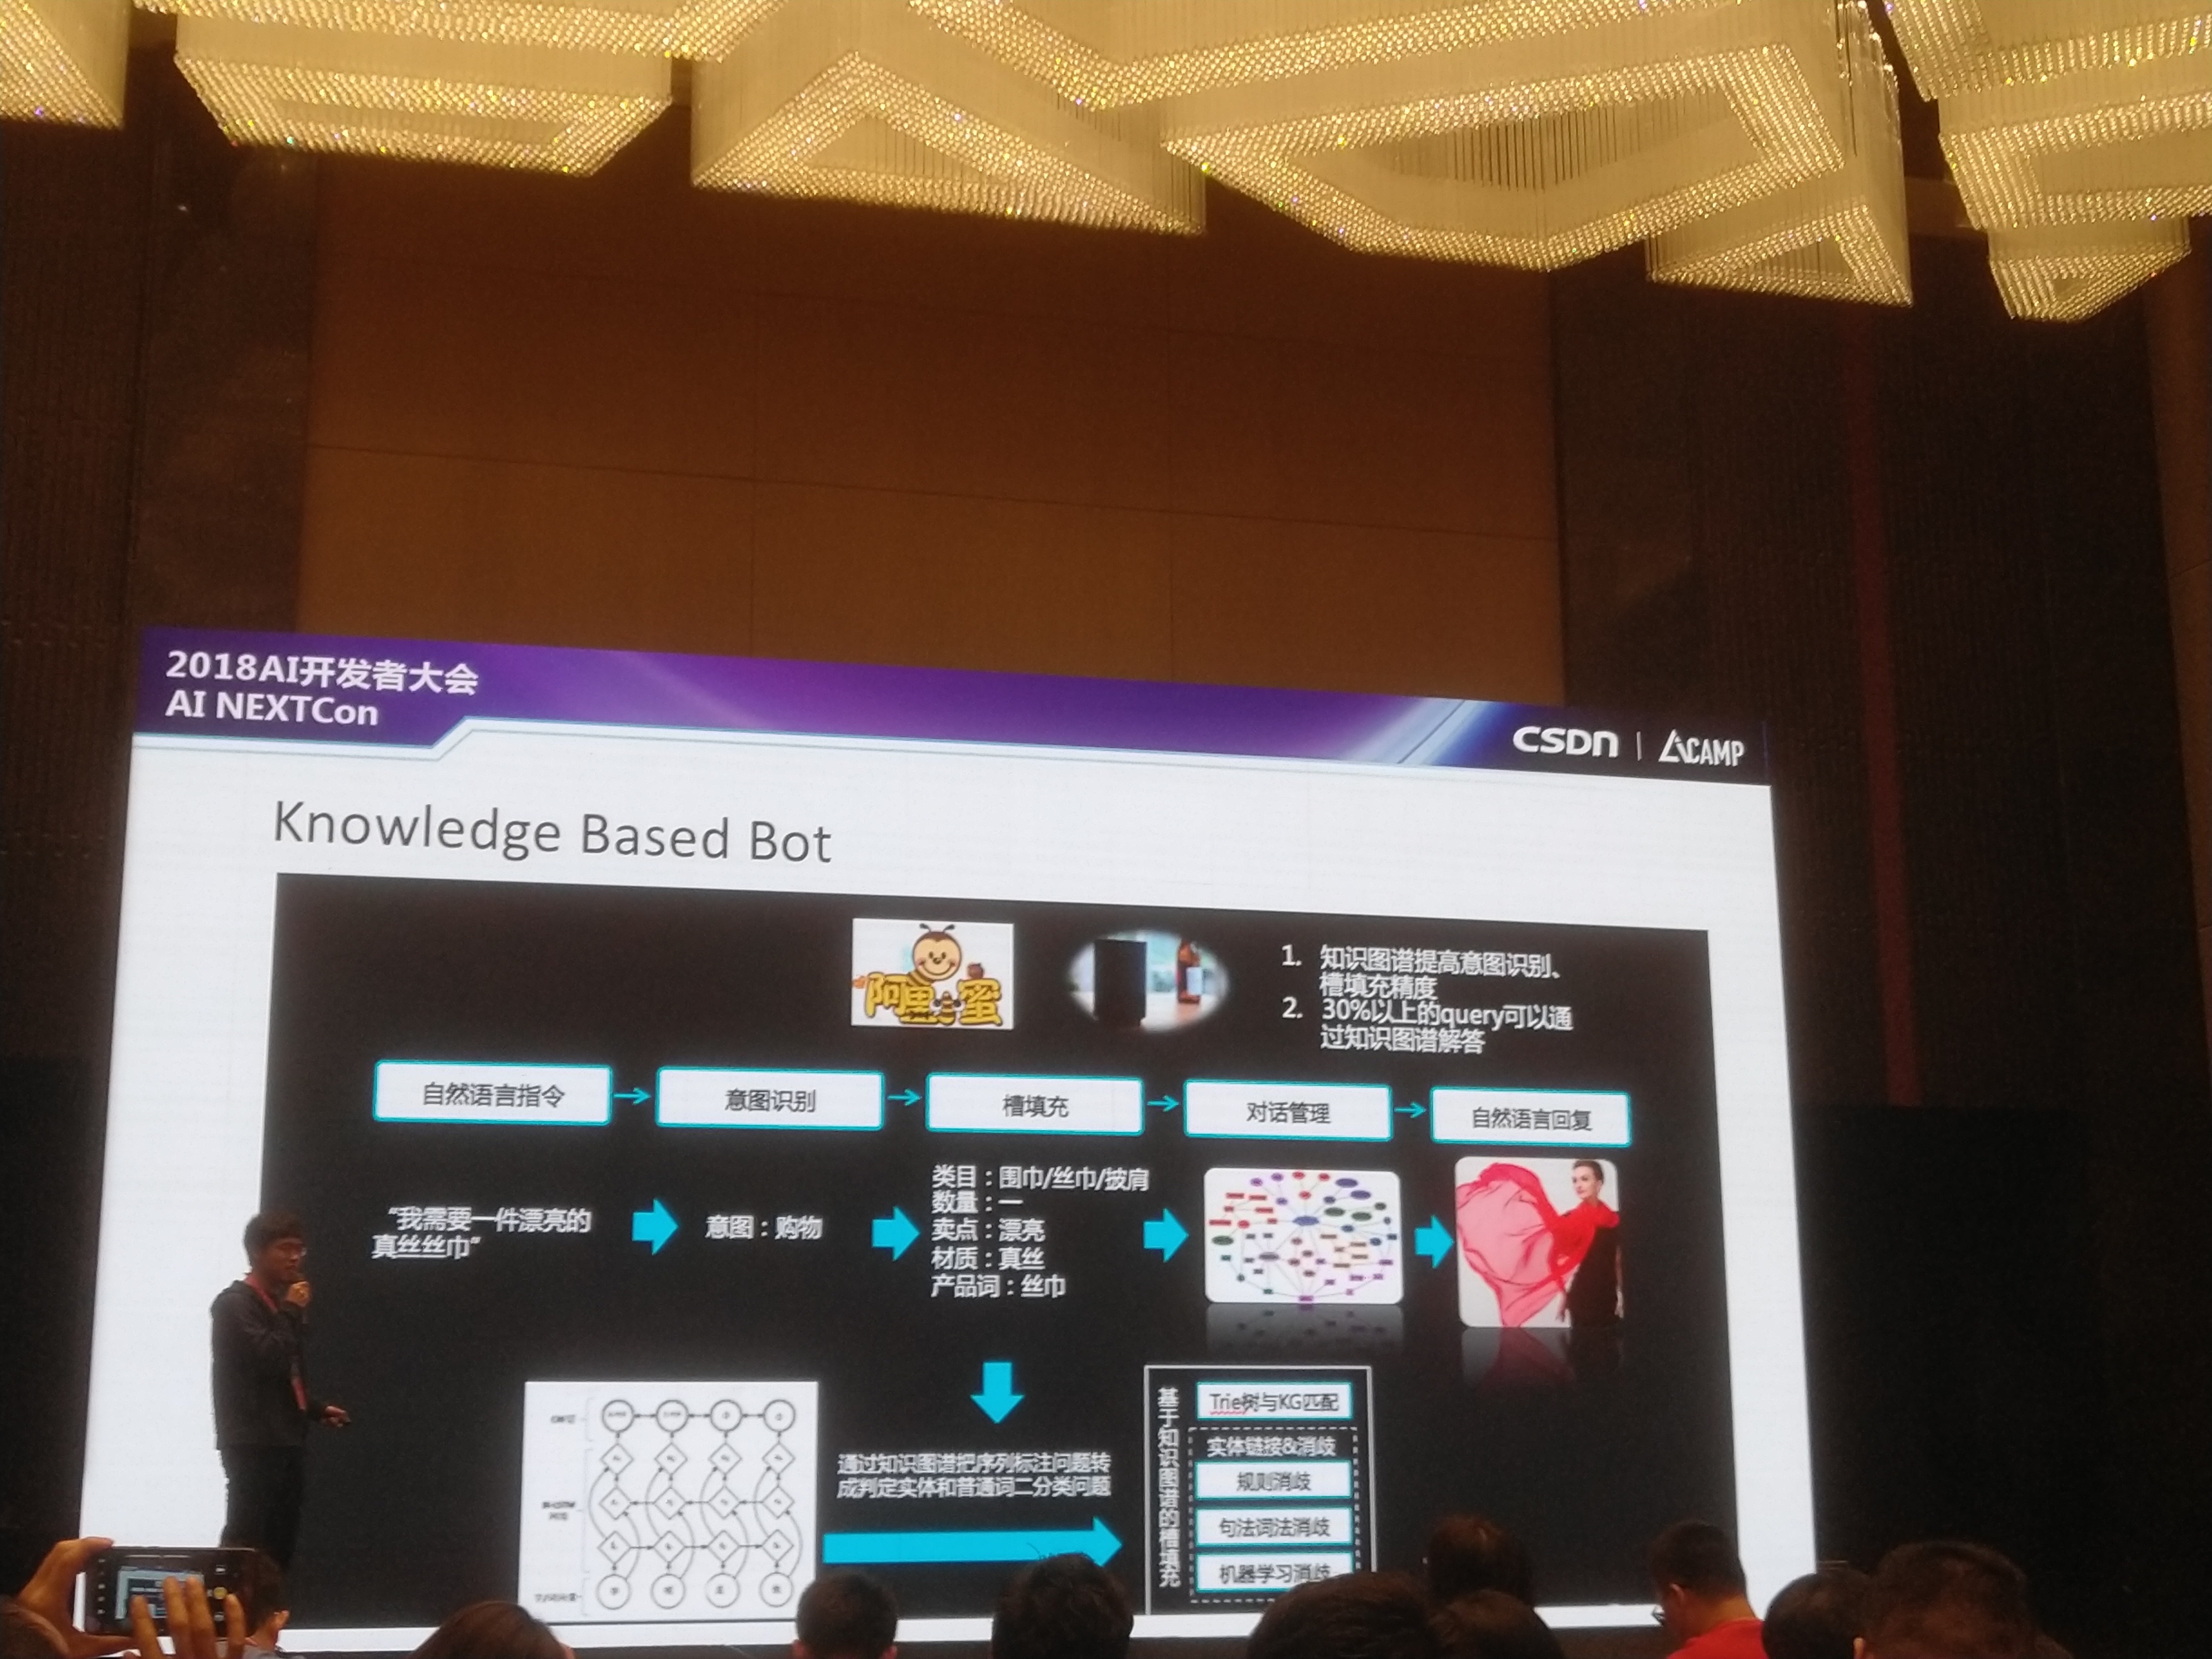 2018AI开发者大会
AI NEXTCon
CSDN
AICAMP
Knowledge Based Bot
阿里小蜜
1. 知识图谱提高意图识别、
槽填充精度
2. 30%以上的query可以通
过知识图谱解答
自然语言指令
意图识别
槽填充
对话管理
自然语言回复
“我需要一件漂亮的
真丝丝巾”
意图：购物
类目：围巾/丝巾/披肩
数量：一
卖点：漂亮
材质：真丝
产品词：丝巾
通过知识图谱把序列标注问题转
成判定实体和普通词二分类问题
基于知识图谱的槽填充
Trie树与KG匹配
实体链接&消歧
规则消歧
句法词法消歧
机器学习消歧